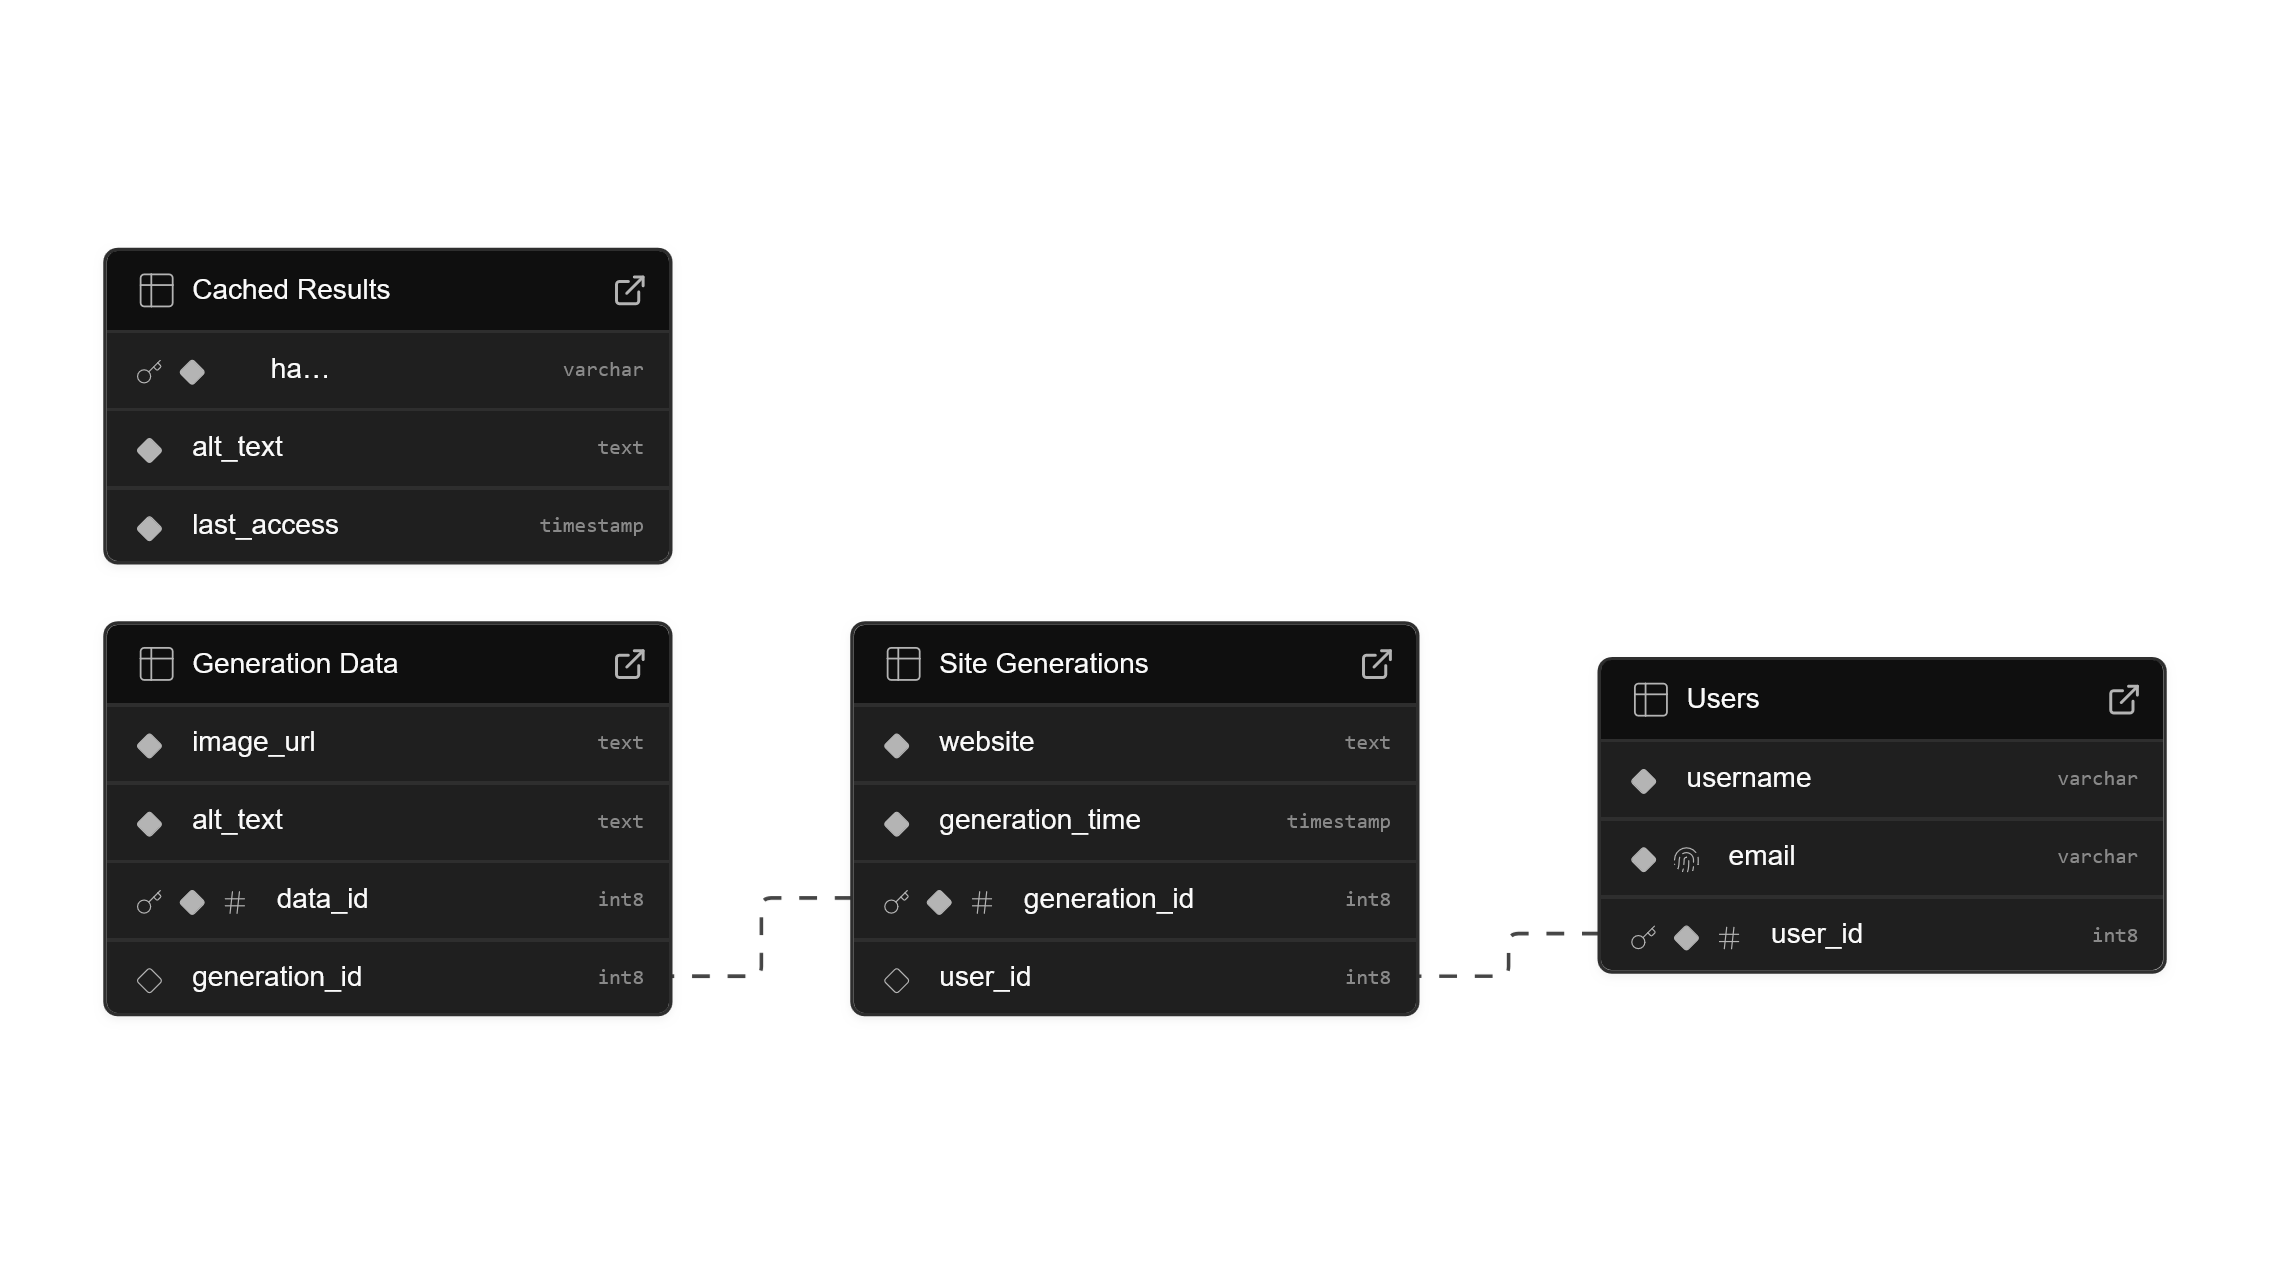 Cached Results
ha… varchar
alt_text text
last_access timestamp
Generation Data
image_url text
alt_text text
# data_id int8
generation_id int8
Site Generations
website text
generation_time timestamp
# generation_id int8
user_id int8
Users
username varchar
email varchar
# user_id int8